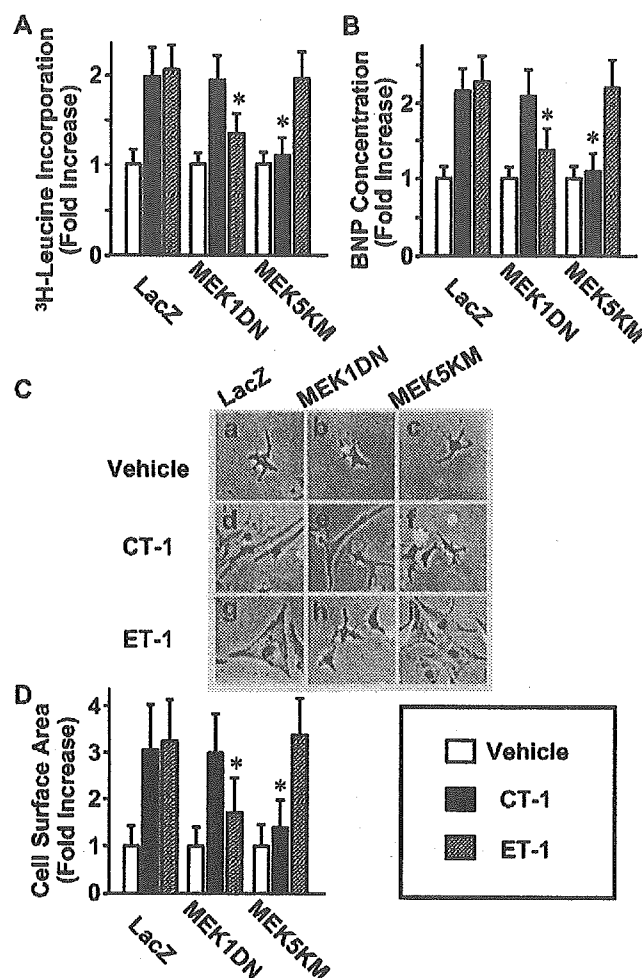 A
³H-Leucine Incorporation
(Fold Increase)
2
1
0
LacZ
MEK1DN
MEK5KM
*
*
B
BNP Concentration
(Fold Increase)
2
1
0
LacZ
MEK1DN
MEK5KM
*
*
C
LacZ
MEK1DN
MEK5KM
Vehicle
CT-1
ET-1
a
b
c
d
e
f
g
h
i
D
Cell Surface Area
(Fold Increase)
4
3
2
1
0
LacZ
MEK1DN
MEK5KM
*
*
Vehicle
CT-1
ET-1